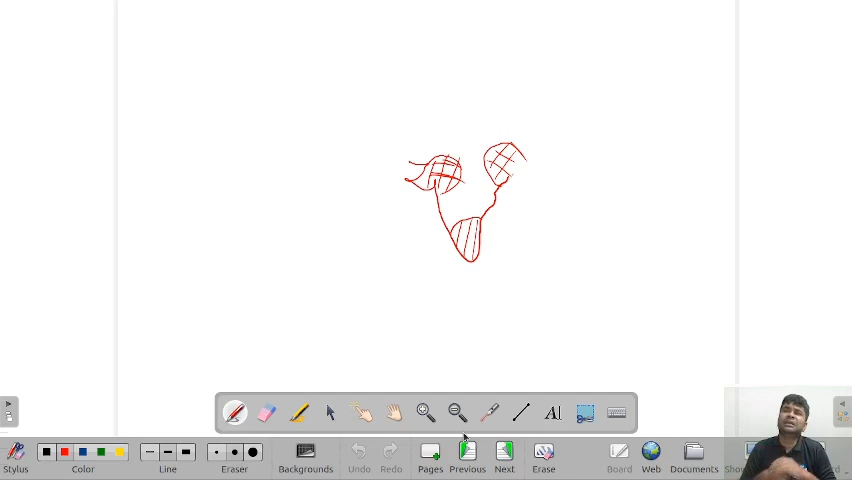 Stylus
Color
Line
Eraser
Backgrounds
Undo
Redo
Pages
Previous
Next
Erase
Board
Web
Documents